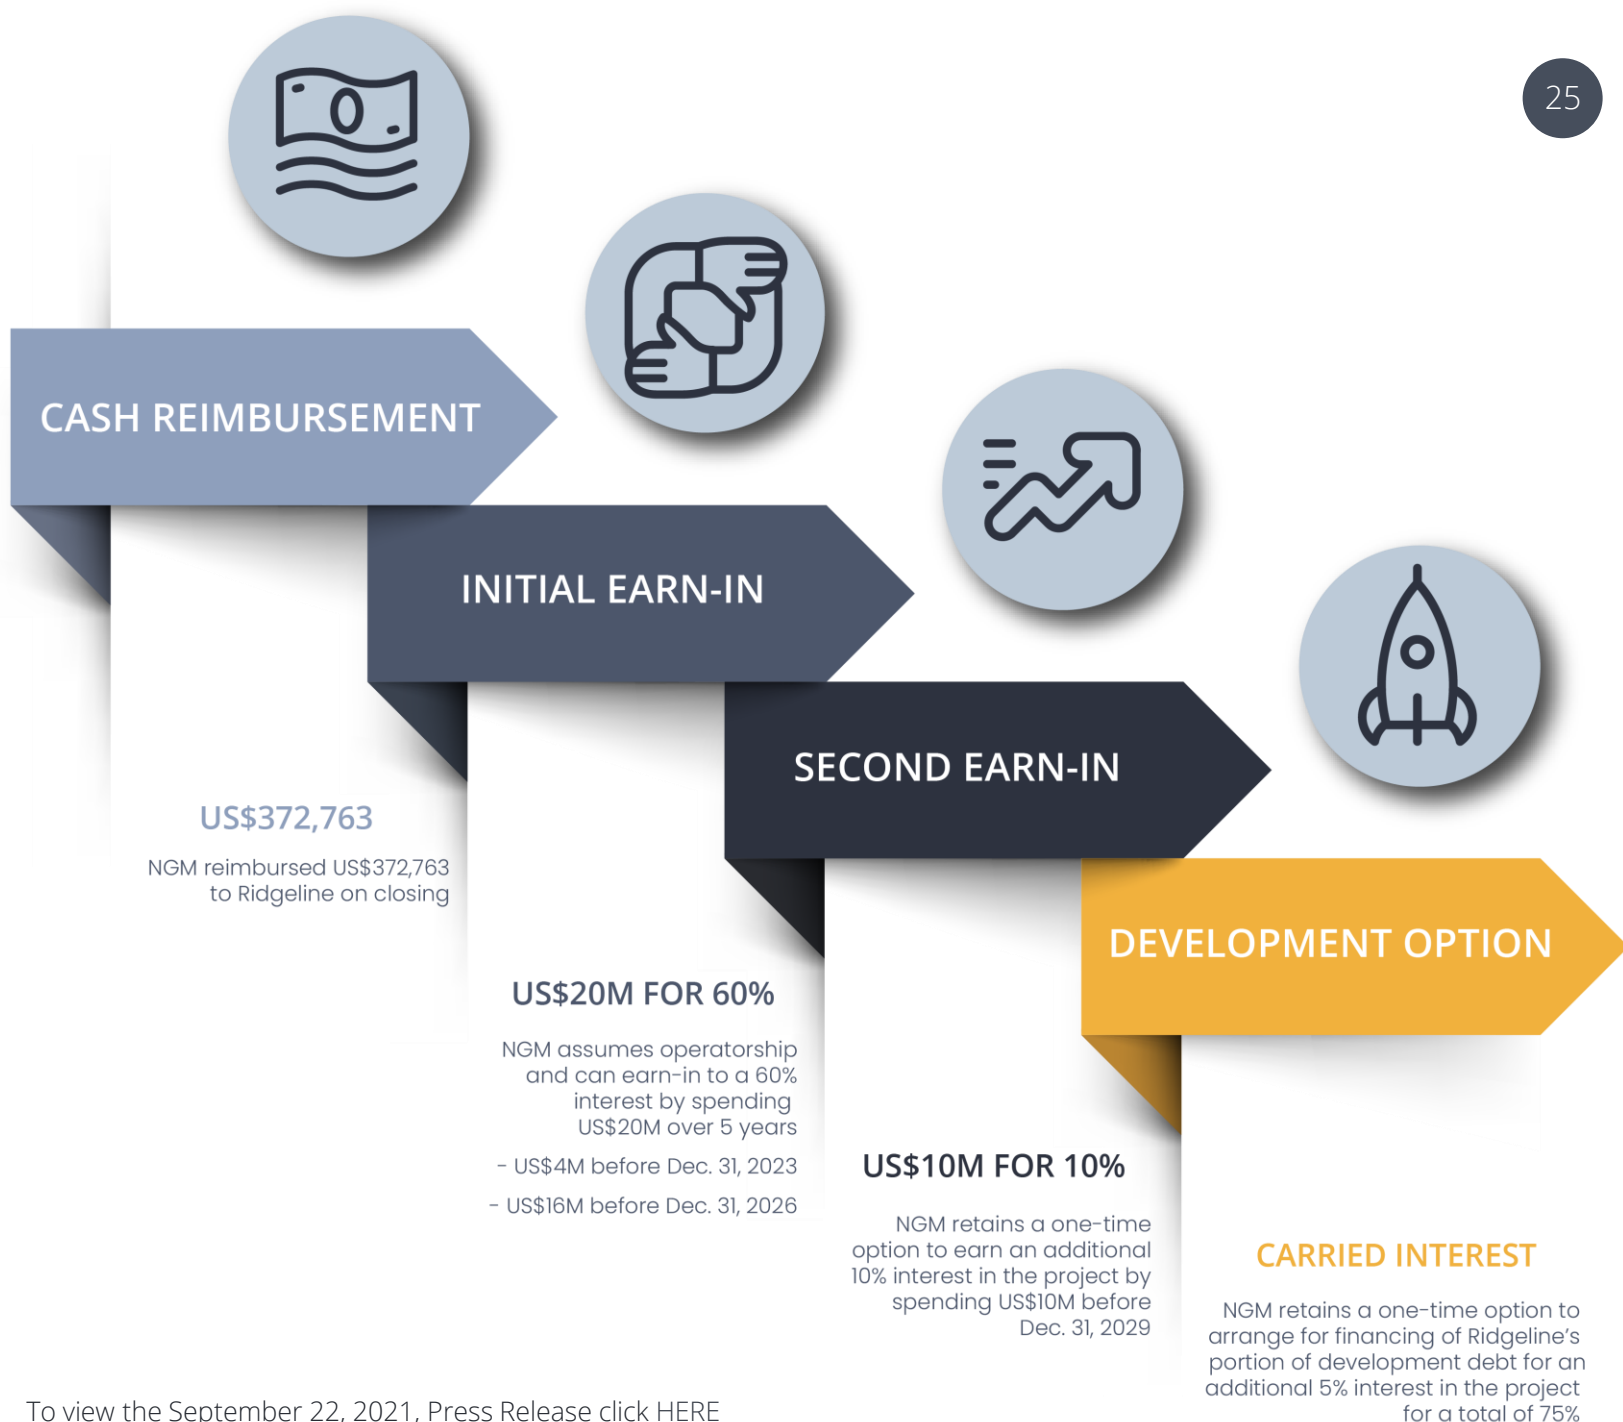 25
CASH REIMBURSEMENT
INITIAL EARN-IN
SECOND EARN-IN
DEVELOPMENT OPTION
US$372,763
NGM reimbursed US$372,763
to Ridgeline on closing
US$20M FOR 60%
NGM assumes operatorship
and can earn-in to a 60%
interest by spending
US$20M over 5 years
- US$4M before Dec. 31, 2023
- US$16M before Dec. 31, 2026
US$10M FOR 10%
NGM retains a one-time
option to earn an additional
10% interest in the project by
spending US$10M before
Dec. 31, 2029
CARRIED INTEREST
NGM retains a one-time option to
arrange for financing of Ridgeline's
portion of development debt for an
additional 5% interest in the project
for a total of 75%
To view the September 22, 2021, Press Release click HERE